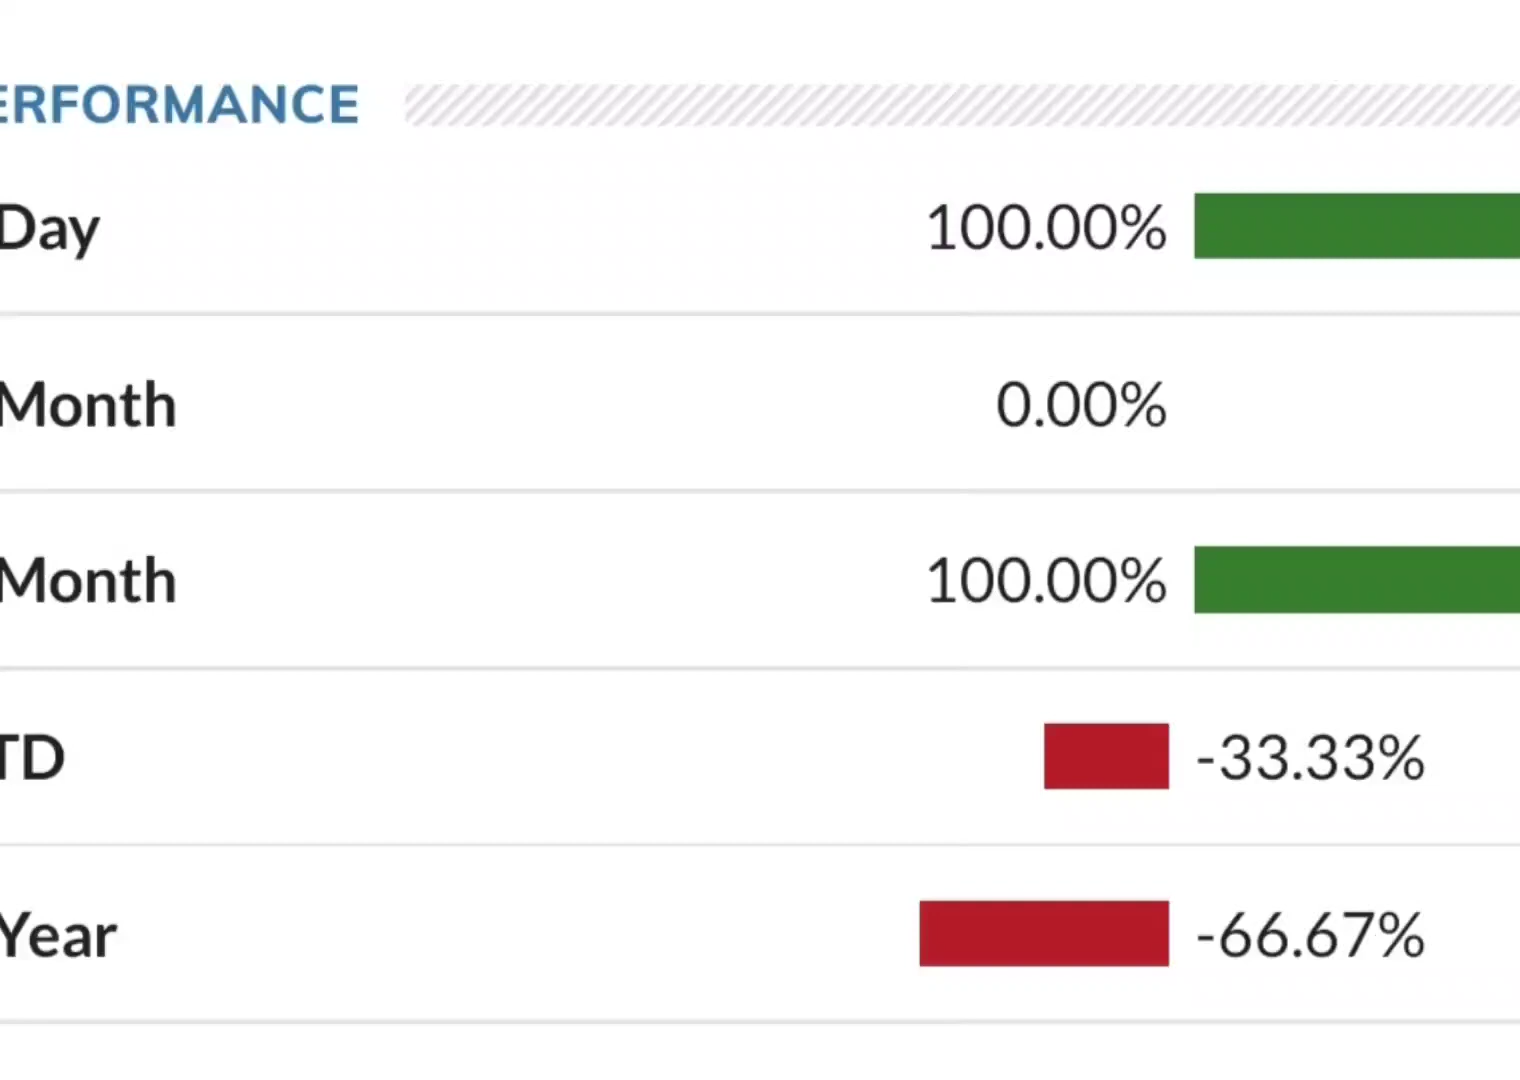 ERFORMANCE
Day 100.00%
Month 0.00%
Month 100.00%
TD -33.33%
Year -66.67%